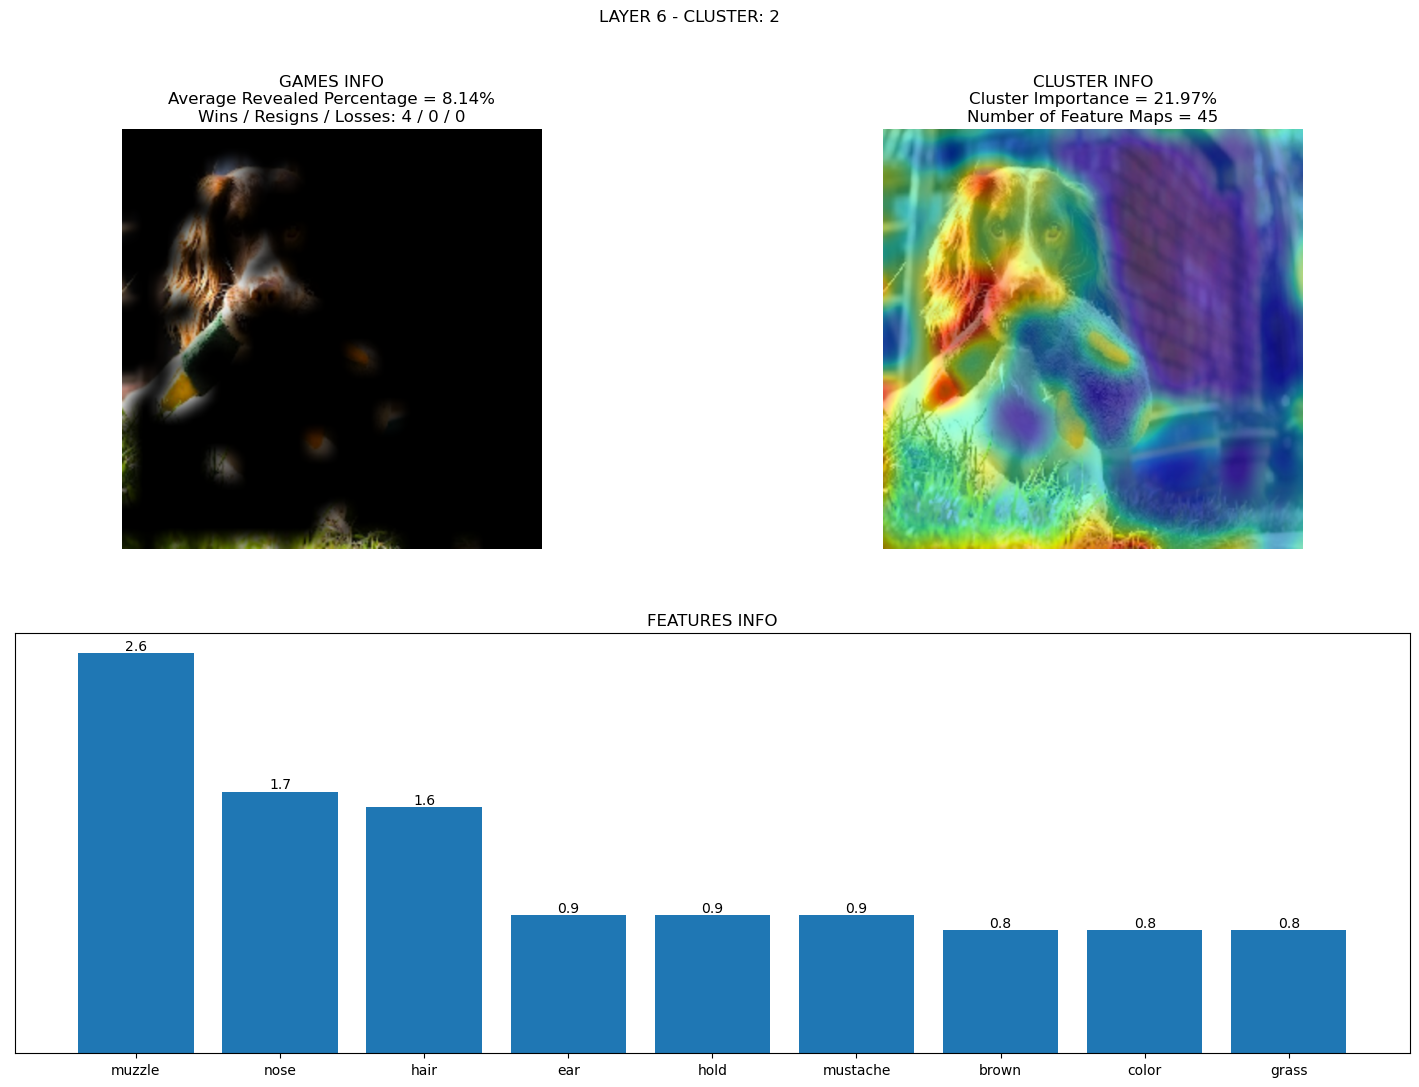 LAYER 6 - CLUSTER: 2
GAMES INFO
Average Revealed Percentage = 8.14%
Wins / Resigns / Losses: 4 / 0 / 0
CLUSTER INFO
Cluster Importance = 21.97%
Number of Feature Maps = 45
FEATURES INFO
2.6
1.7
1.6
0.9
0.9
0.9
0.8
0.8
0.8
muzzle
nose
hair
ear
hold
mustache
brown
color
grass